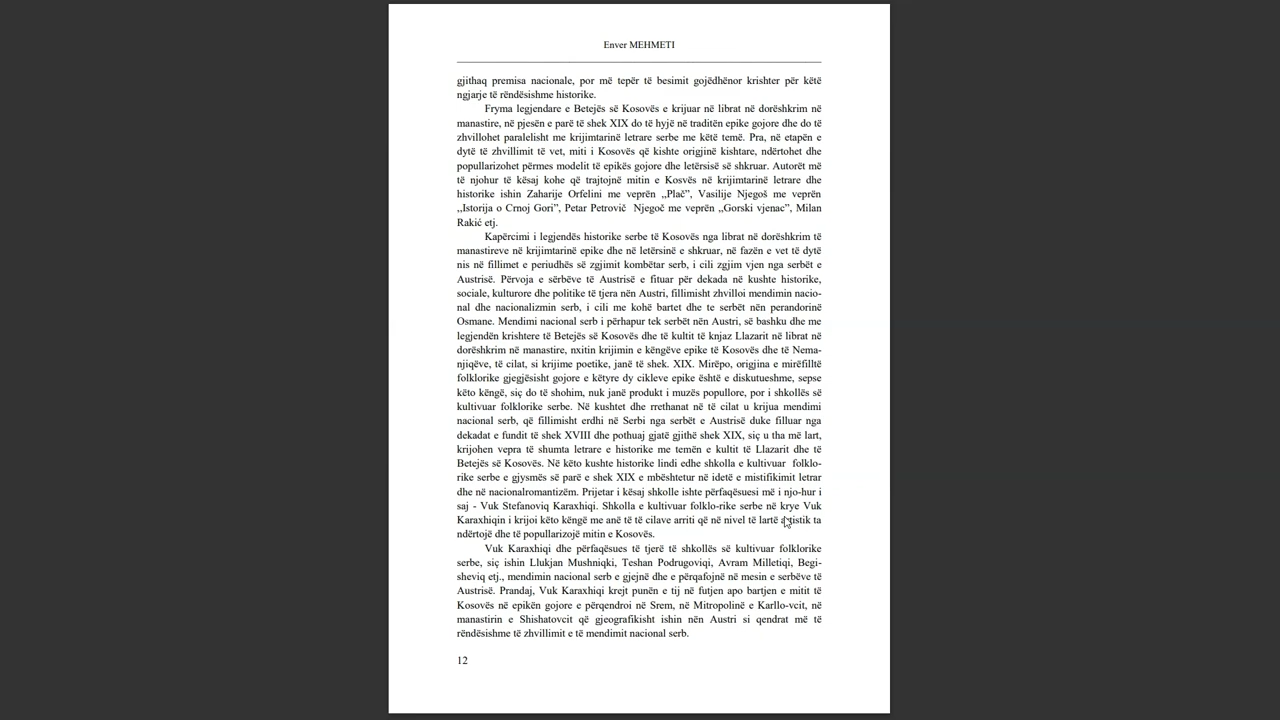 Enver MEHMETI
gjithaq premisa nacionale, por më tepër të besimit gojëdhënor krishter për këtë
ngjarje të rëndësishme historike.
Fryma legjendare e Betejës së Kosovës e krijuar në librat në dorëshkrim në
manastire, në pjesën e parë të shek XIX do të hyjë në traditën epike gojore dhe do të
zhvillohet paralelisht me krijimtarinë letrare serbe me këtë temë. Pra, në etapën e
dytë të zhvillimit të vet, miti i Kosovës që kishte origjinë kishtare, ndërtohet dhe
popullarizohet përmes modelit të epikës gojore dhe letërsisë së shkruar. Autorët më
të njohur të kësaj kohe që trajtojnë mitin e Kosvës në krijimtarinë letrare dhe
historike ishin Zaharije Orfelini me veprën ,,Plač”, Vasilije Njegoš me veprën
,,Istorija o Crnoj Gori”, Petar Petrovič  Njegoč me veprën ,,Gorski vjenac”, Milan
Rakić etj.
Kapërcimi i legjendës historike serbe të Kosovës nga librat në dorëshkrim të
manastireve në krijimtarinë epike dhe në letërsinë e shkruar, në fazën e vet të dytë
nis në fillimet e periudhës së zgjimit kombëtar serb, i cili zgjim vjen nga serbët e
Austrisë. Përvoja e sërbëve të Austrisë e fituar për dekada në kushte historike,
sociale, kulturore dhe politike të tjera nën Austri, fillimisht zhvilloi mendimin nacio-
nal dhe nacionalizmin serb, i cili me kohë bartet dhe te serbët nën perandorinë
Osmane. Mendimi nacional serb i përhapur tek serbët nën Austri, së bashku dhe me
legjendën krishtere të Betejës së Kosovës dhe të kultit të knjaz Llazarit në librat në
dorëshkrim në manastire, nxitin krijimin e këngëve epike të Kosovës dhe të Nema-
njiqëve, të cilat, si krijime poetike, janë të shek. XIX. Mirëpo, origjina e mirëfilltë
folklorike gjegjësisht gojore e këtyre dy cikleve epike është e diskutueshme, sepse
këto këngë, siç do të shohim, nuk janë produkt i muzës popullore, por i shkollës së
kultivuar folklorike serbe. Në kushtet dhe rrethanat në të cilat u krijua mendimi
nacional serb, që fillimisht erdhi në Serbi nga serbët e Austrisë duke filluar nga
dekadat e fundit të shek XVIII dhe pothuaj gjatë gjithë shek XIX, siç u tha më lart,
krijohen vepra të shumta letrare e historike me temën e kultit të Llazarit dhe të
Betejës së Kosovës. Në këto kushte historike lindi edhe shkolla e kultivuar  folklo-
rike serbe e gjysmës së parë e shek XIX e mbështetur në idetë e mistifikimit letrar
dhe në nacionalromantizëm. Prijetar i kësaj shkolle ishte përfaqësuesi më i njo-hur i
saj - Vuk Stefanoviq Karaxhiqi. Shkolla e kultivuar folklo-rike serbe në krye Vuk
Karaxhiqin i krijoi këto këngë me anë të të cilave arriti që në nivel të lartë artistik ta
ndërtojë dhe të popullarizojë mitin e Kosovës.
Vuk Karaxhiqi dhe përfaqësues të tjerë të shkollës së kultivuar folklorike
serbe, siç ishin Llukjan Mushniqki, Teshan Podrugoviqi, Avram Milletiqi, Begi-
sheviq etj., mendimin nacional serb e gjejnë dhe e përqafojnë në mesin e serbëve të
Austrisë. Prandaj, Vuk Karaxhiqi krejt punën e tij në futjen apo bartjen e mitit të
Kosovës në epikën gojore e përqendroi në Srem, në Mitropolinë e Karllo-vcit, në
manastirin e Shishatovcit që gjeografikisht ishin nën Austri si qendrat më të
rëndësishme të zhvillimit e të mendimit nacional serb.
12